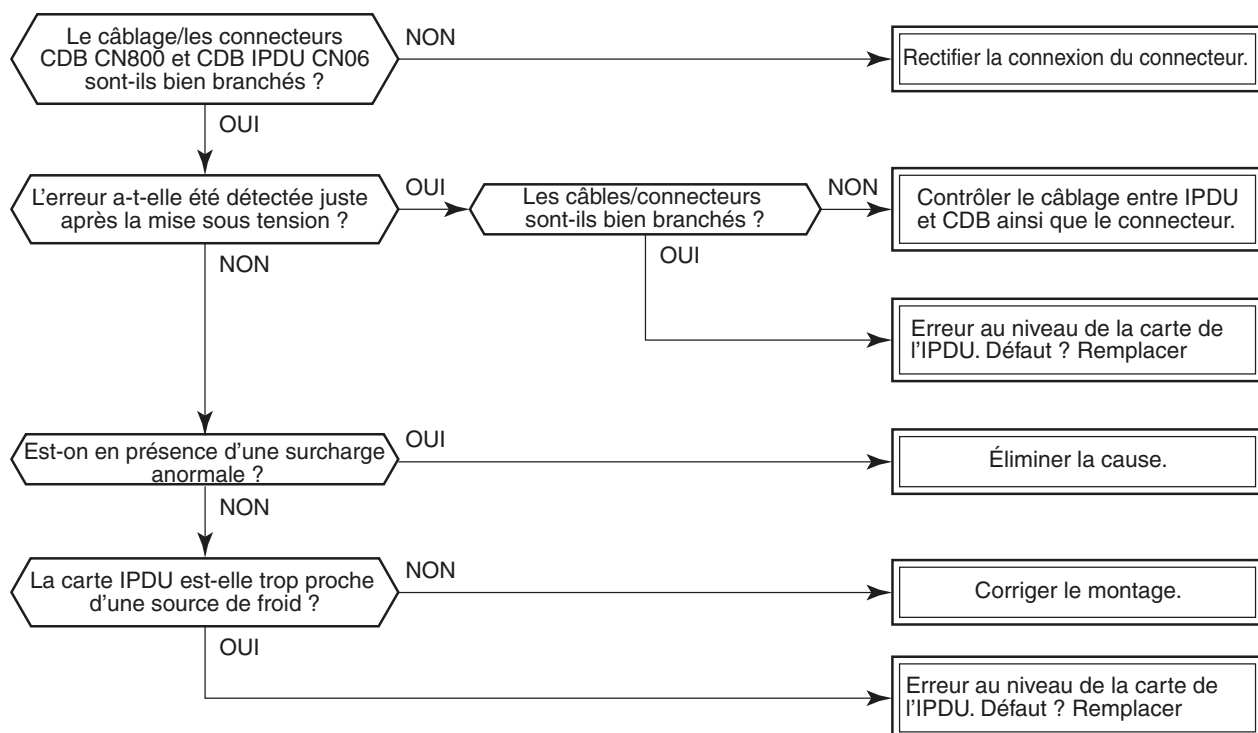 Le câblage/les connecteurs
CDB CN800 et CDB IPDU CN06
sont-ils bien branchés ?
NON
Rectifier la connexion du connecteur.
OUI
L'erreur a-t-elle été détectée juste
après la mise sous tension ?
OUI
Les câbles/connecteurs
sont-ils bien branchés ?
NON
Contrôler le câblage entre IPDU
et CDB ainsi que le connecteur.
NON
OUI
Erreur au niveau de la carte de
l'IPDU. Défaut ? Remplacer
Est-on en présence d'une surcharge
anormale ?
OUI
Éliminer la cause.
NON
La carte IPDU est-elle trop proche
d'une source de froid ?
NON
Corriger le montage.
OUI
Erreur au niveau de la carte de
l'IPDU. Défaut ? Remplacer